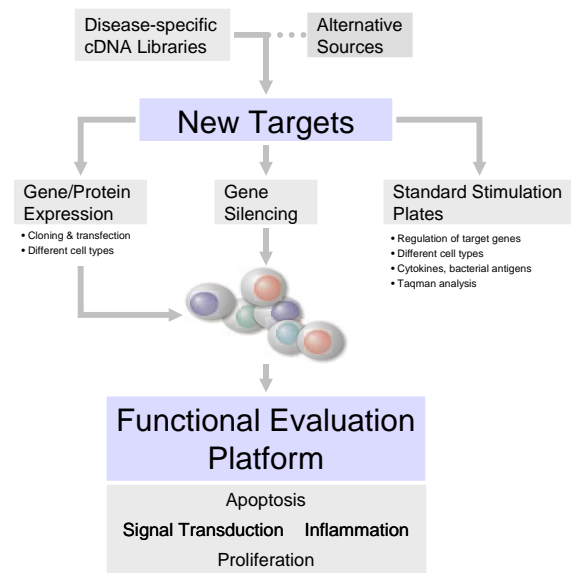 Disease-specific
cDNA Libraries
Alternative
Sources
New Targets
Gene/Protein
Expression
• Cloning & transfection
• Different cell types
Gene
Silencing
Standard Stimulation
Plates
• Regulation of target genes
• Different cell types
• Cytokines, bacterial antigens
• Taqman analysis
Functional Evaluation
Platform
Apoptosis
Signal Transduction Inflammation
Proliferation